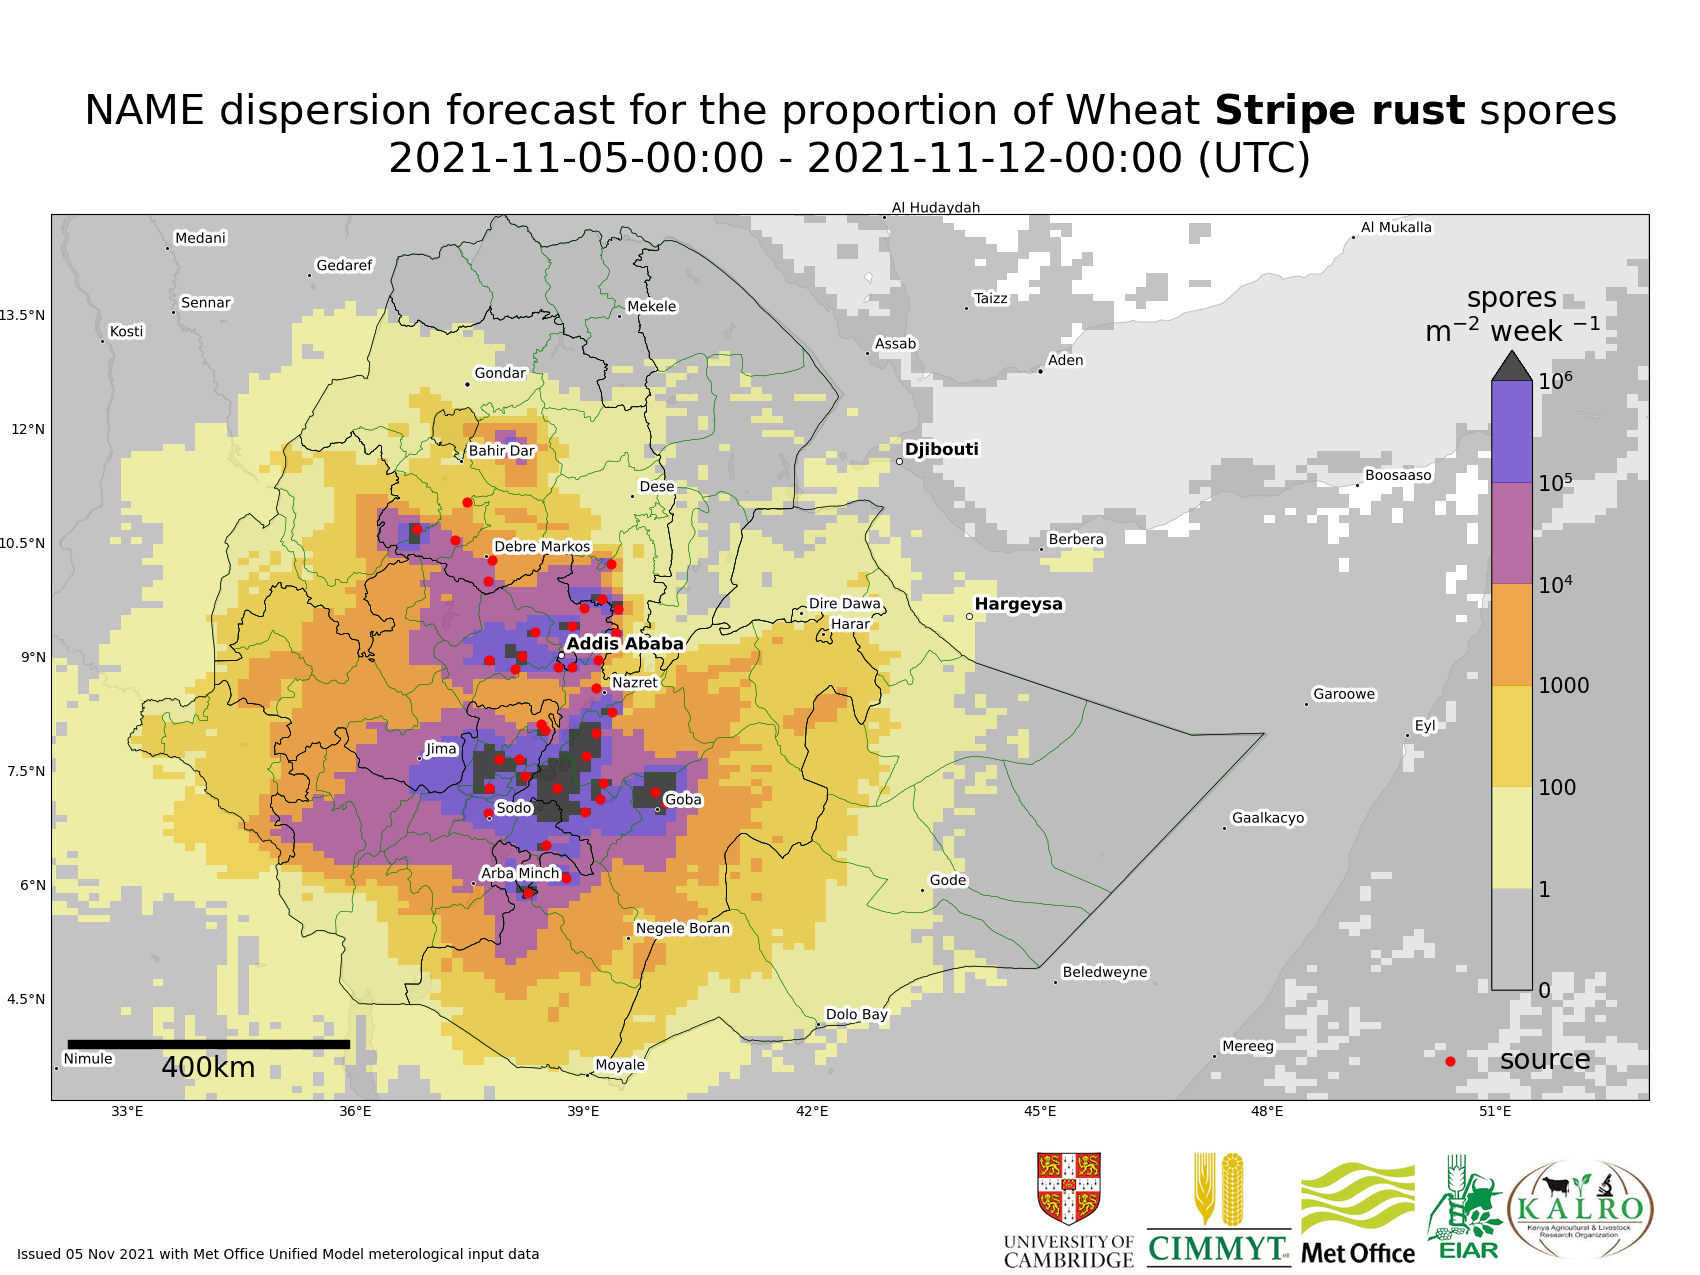 NAME dispersion forecast for the proportion of Wheat Stripe rust spores
2021-11-05-00:00 - 2021-11-12-00:00 (UTC)
Al Hudaydah
Al Mukalla
Medani
Gedaref
Sennar
Kosti
Mekele
Taizz
Assab
Aden
Gondar
Bahir Dar
Dese
Djibouti
Boosaaso
Debre Markos
Berbera
Dire Dawa
Harar
Hargeysa
Addis Ababa
Nazret
Garoowe
Eyl
Jima
Sodo
Goba
Gaalkacyo
Arba Minch
Gode
Negele Boran
Beledweyne
Dolo Bay
Mereeg
Moyale
Nimule
13.5°N
12°N
10.5°N
9°N
7.5°N
6°N
4.5°N
33°E
36°E
39°E
42°E
45°E
48°E
51°E
400km
spores
m⁻² week ⁻¹
10⁶
10⁵
10⁴
1000
100
1
0
source
UNIVERSITY OF
CAMBRIDGE
CIMMYT
Met Office
EIAR
KALRO
Kenya Agricultural & Livestock
Research Organization
Issued 05 Nov 2021 with Met Office Unified Model meterological input data